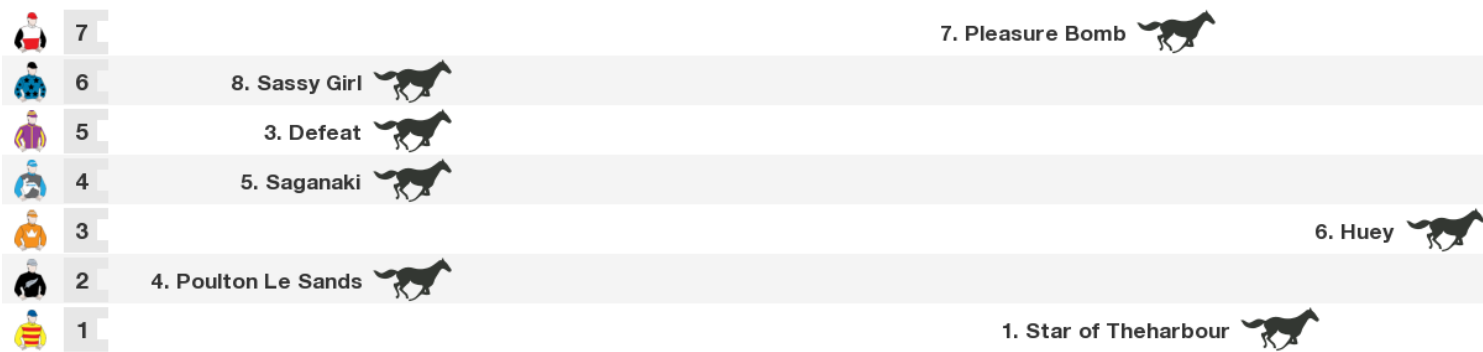 7 7. Pleasure Bomb
6 8. Sassy Girl
5 3. Defeat
4 5. Saganaki
3 6. Huey
2 4. Poulton Le Sands
1 1. Star of Theharbour